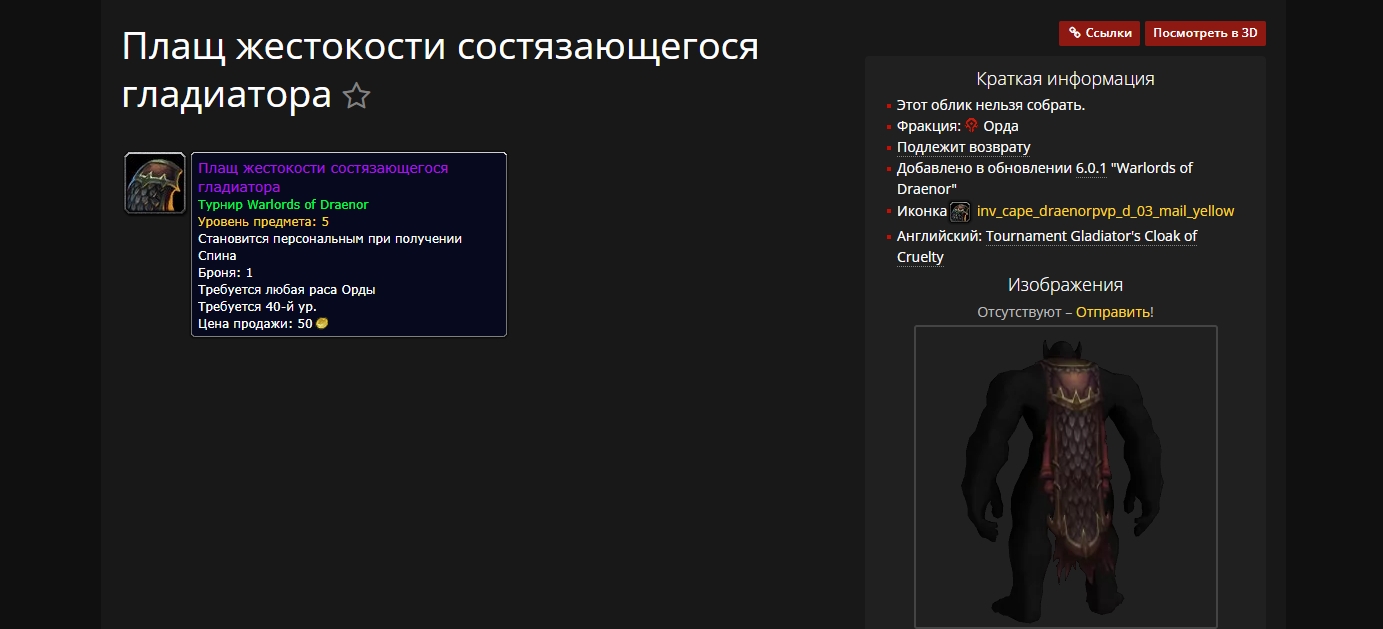 Плащ жестокости состязающегося
гладиатора
Плащ жестокости состязающегося
гладиатора
Турнир Warlords of Draenor
Уровень предмета: 5
Становится персональным при получении
Спина
Броня: 1
Требуется любая раса Орды
Требуется 40-й ур.
Цена продажи: 50
Ссылки
Посмотреть в 3D
Краткая информация
Этот облик нельзя собрать.
Фракция: Орда
Подлежит возврату
Добавлено в обновлении 6.0.1 "Warlords of
Draenor"
Иконка inv_cape_draenorpvp_d_03_mail_yellow
Английский: Tournament Gladiator's Cloak of
Cruelty
Изображения
Отсутствуют – Отправить!